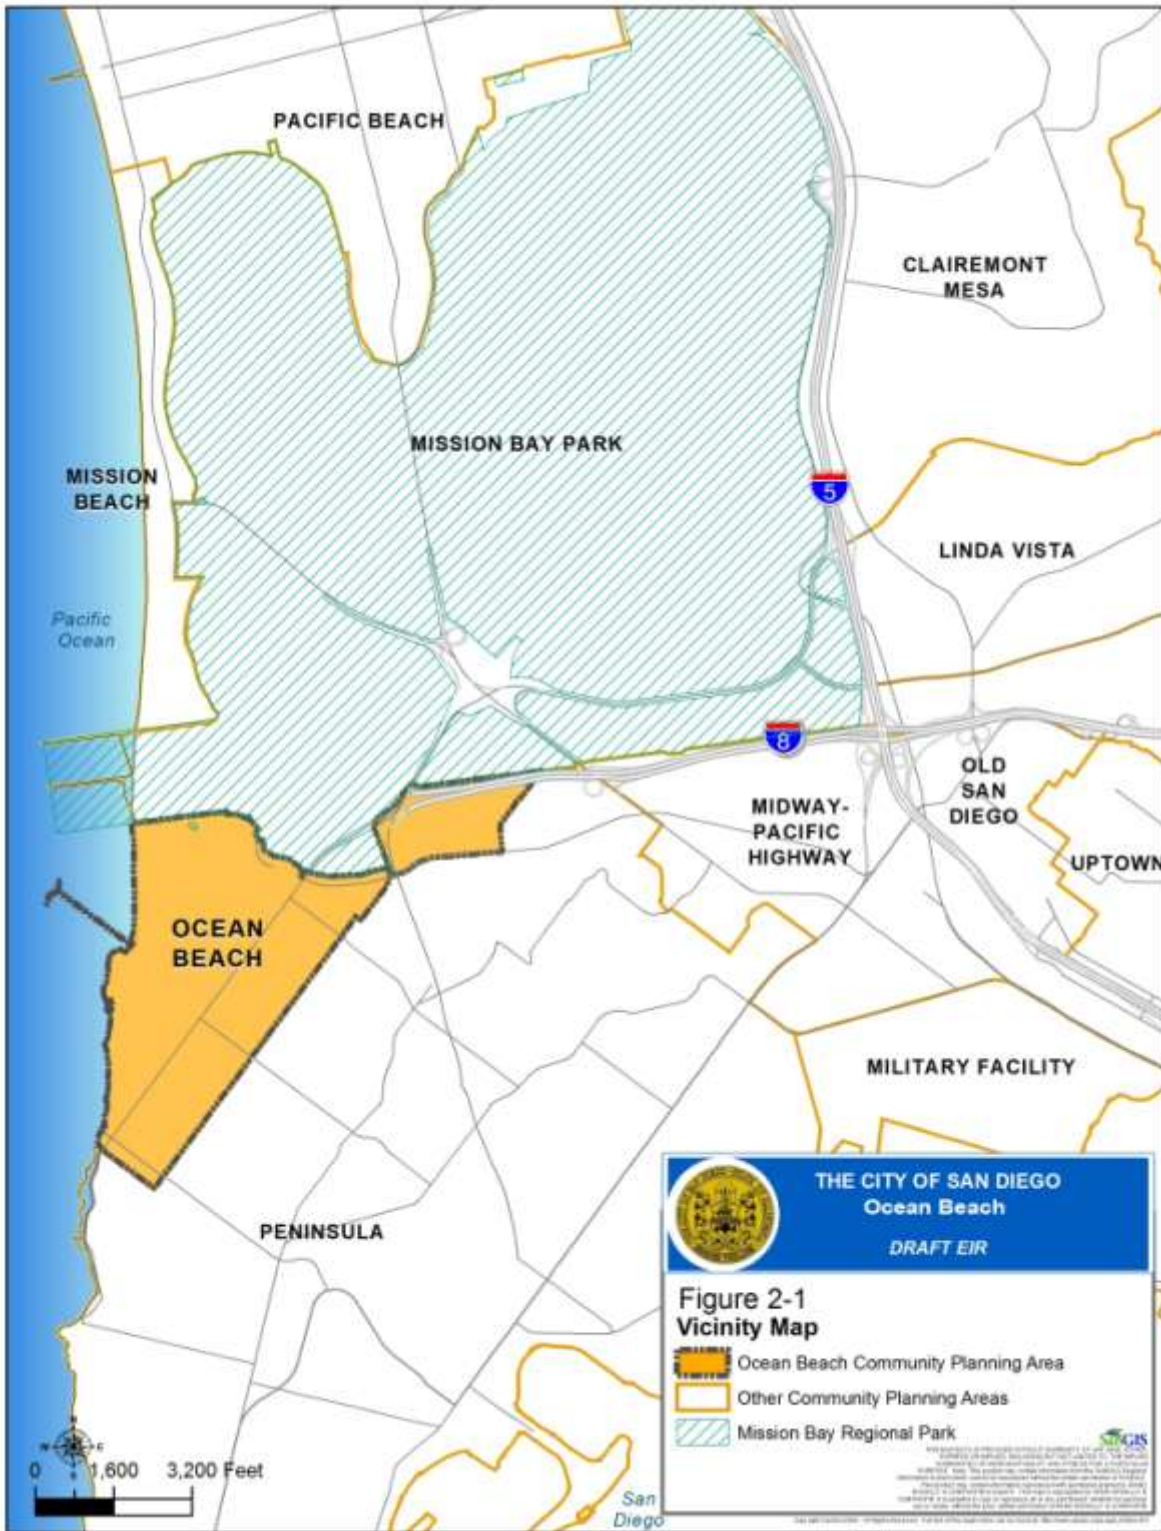 PACIFIC BEACH
CLAIREMONT
MESA
MISSION BAY PARK
MISSION
BEACH
5
LINDA VISTA
Pacific
Ocean
8
OLD
SAN
DIEGO
MIDWAY-
PACIFIC
HIGHWAY
UPTOWN
OCEAN
BEACH
MILITARY FACILITY
PENINSULA
THE CITY OF SAN DIEGO
Ocean Beach
DRAFT EIR
Figure 2-1
Vicinity Map
Ocean Beach Community Planning Area
Other Community Planning Areas
Mission Bay Regional Park
N
W
E
0 1,600 3,200 Feet
San
Diego
SanGIS